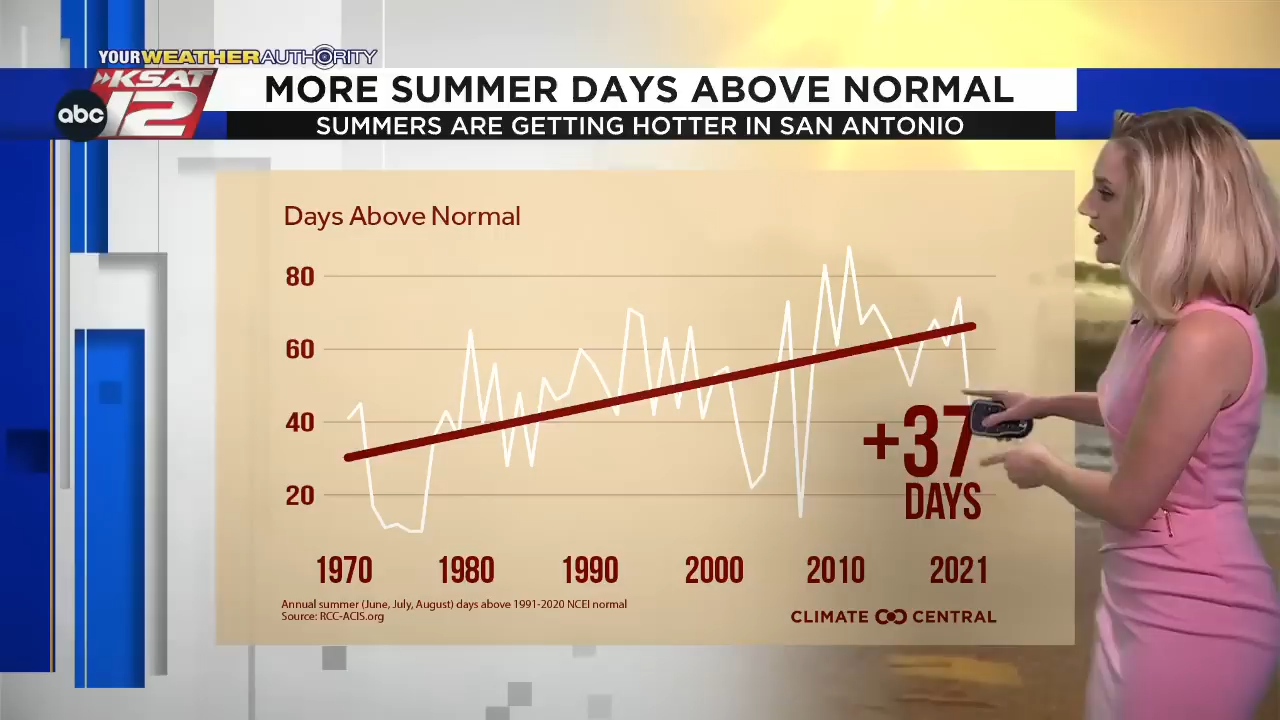 YOUR WEATHER AUTHORITY
KSAT
abc 12
MORE SUMMER DAYS ABOVE NORMAL
SUMMERS ARE GETTING HOTTER IN SAN ANTONIO
Days Above Normal
80
60
40
20
+37
DAYS
1970 1980 1990 2000 2010 2021
Annual summer (June, July, August) days above 1991-2020 NCEI normal
Source: RCC-ACIS.org
CLIMATE CENTRAL